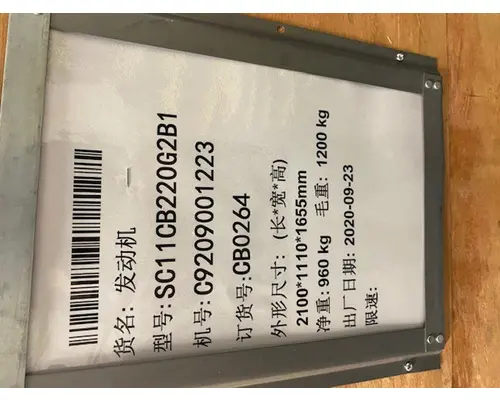 货名: 发动机
型号:SC11CB220G2B1
机号:C9209001223
订货号:CB0264
外形尺寸: (长*宽*高)
2100*1110*1655mm
净重:960 kg 毛重: 1200 kg
出厂日期: 2020-09-23
限速: